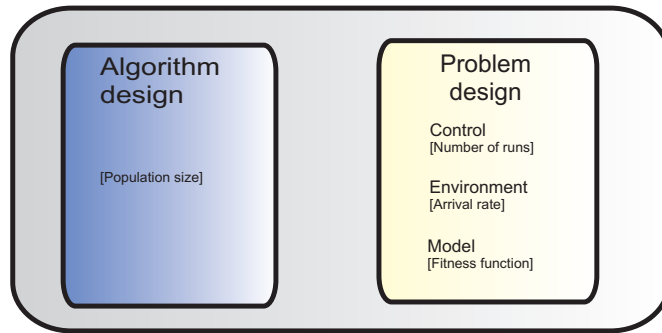 Algorithm
design
[Population size]
Problem
design
Control
[Number of runs]
Environment
[Arrival rate]
Model
[Fitness function]